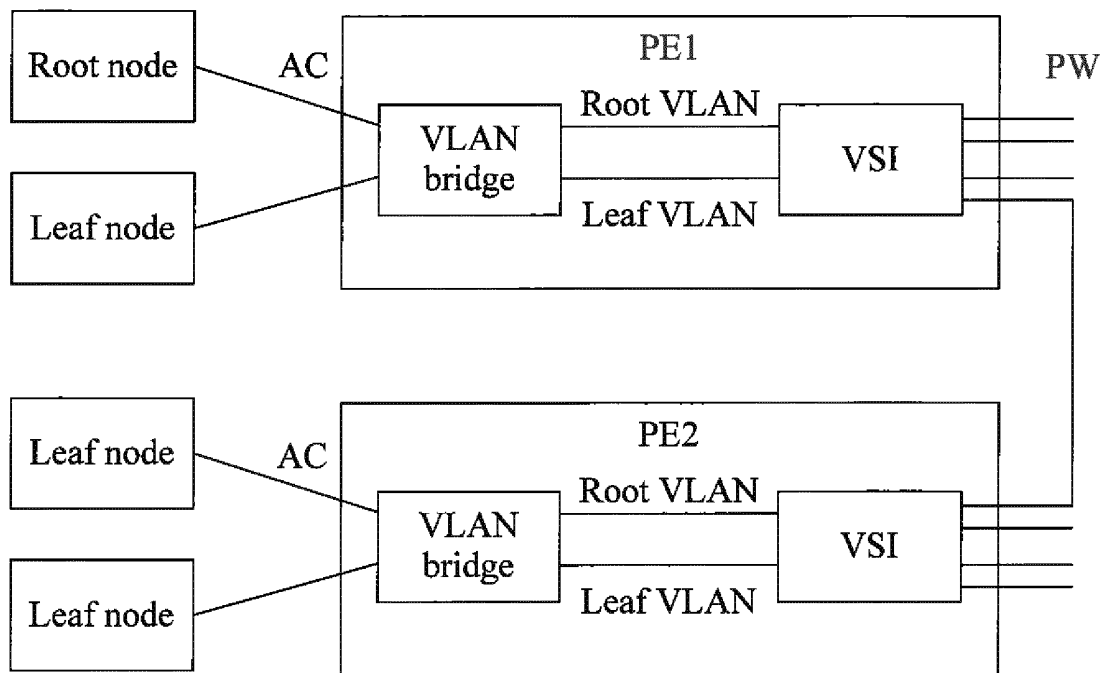 PE1
PW
Root node
AC
Root VLAN
VLAN
bridge
VSI
Leaf node
Leaf VLAN
PE2
Leaf node
AC
Root VLAN
VLAN
bridge
VSI
Leaf node
Leaf VLAN